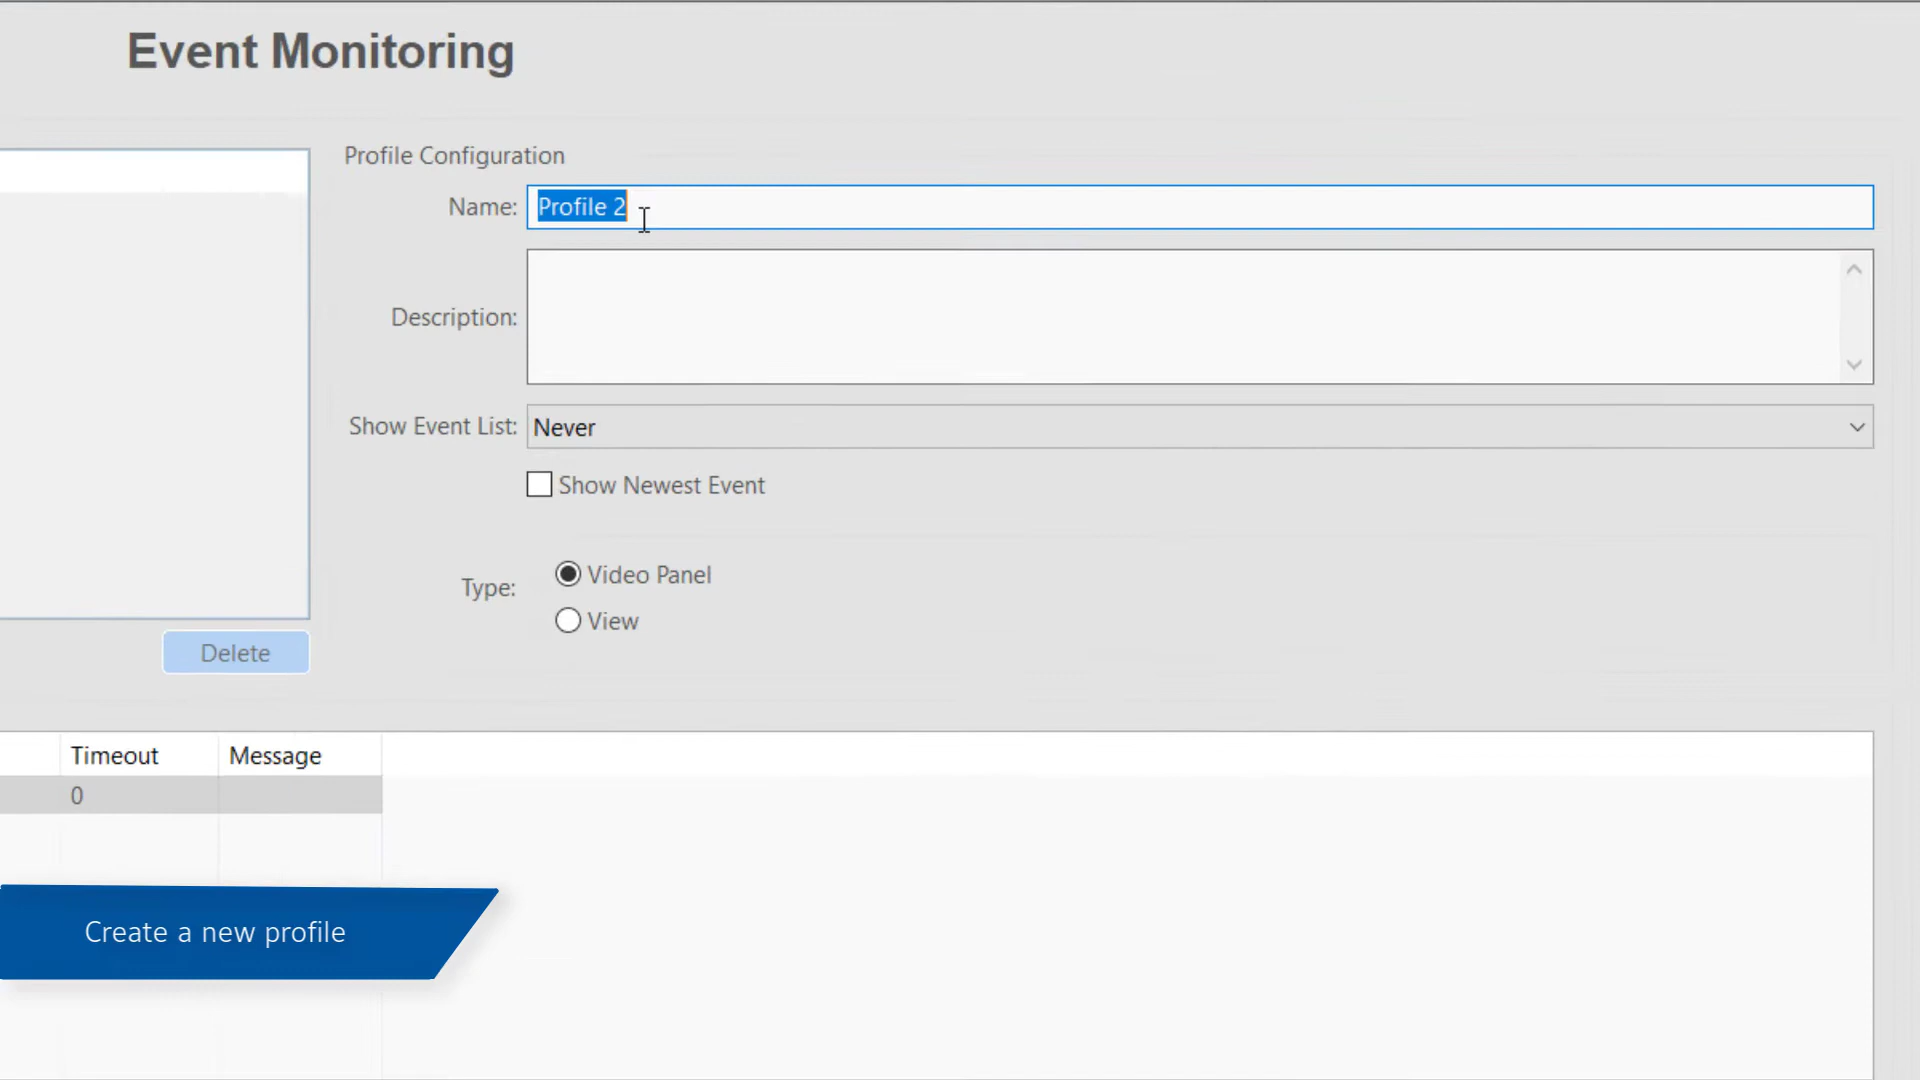 Event Monitoring
Profile Configuration
Name: Profile 2
Description:
Show Event List: Never
Show Newest Event
Type:
Video Panel
View
Delete
Timeout Message
0
Create a new profile